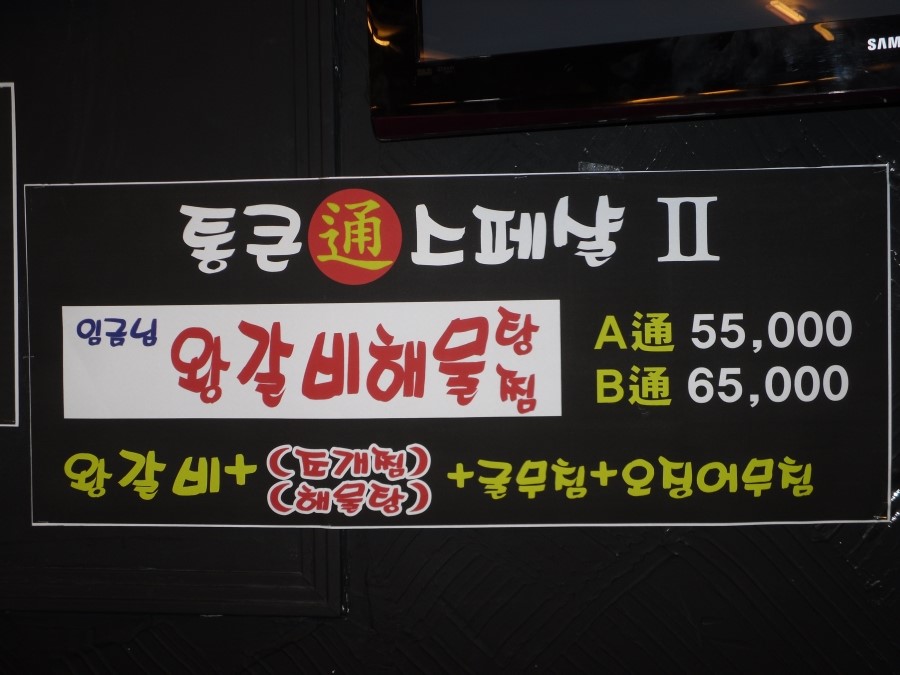 SAM
통큰 通 스페샬 II
임금님 왕갈비해물탕찜
A通 55,000
B通 65,000
왕갈비+(조개찜)(해물탕)+굴무침+오징어무침